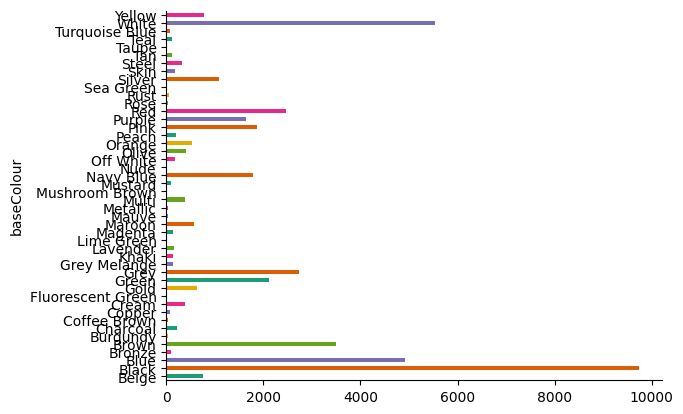 Yellow
White
Turquoise Blue
Teal
Taupe
Tan
Steel
Skin
Silver
Sea Green
Rust
Rose
Red
Purple
Pink
Peach
Orange
Olive
Off White
Nude
Navy Blue
Mustard
Mushroom Brown
Multi
Metallic
Mauve
Maroon
Magenta
Lime Green
Lavender
Khaki
Grey Melange
Grey
Green
Gold
Fluorescent Green
Cream
Copper
Coffee Brown
Charcoal
Burgundy
Brown
Bronze
Blue
Black
Beige
baseColour
0 2000 4000 6000 8000 10000